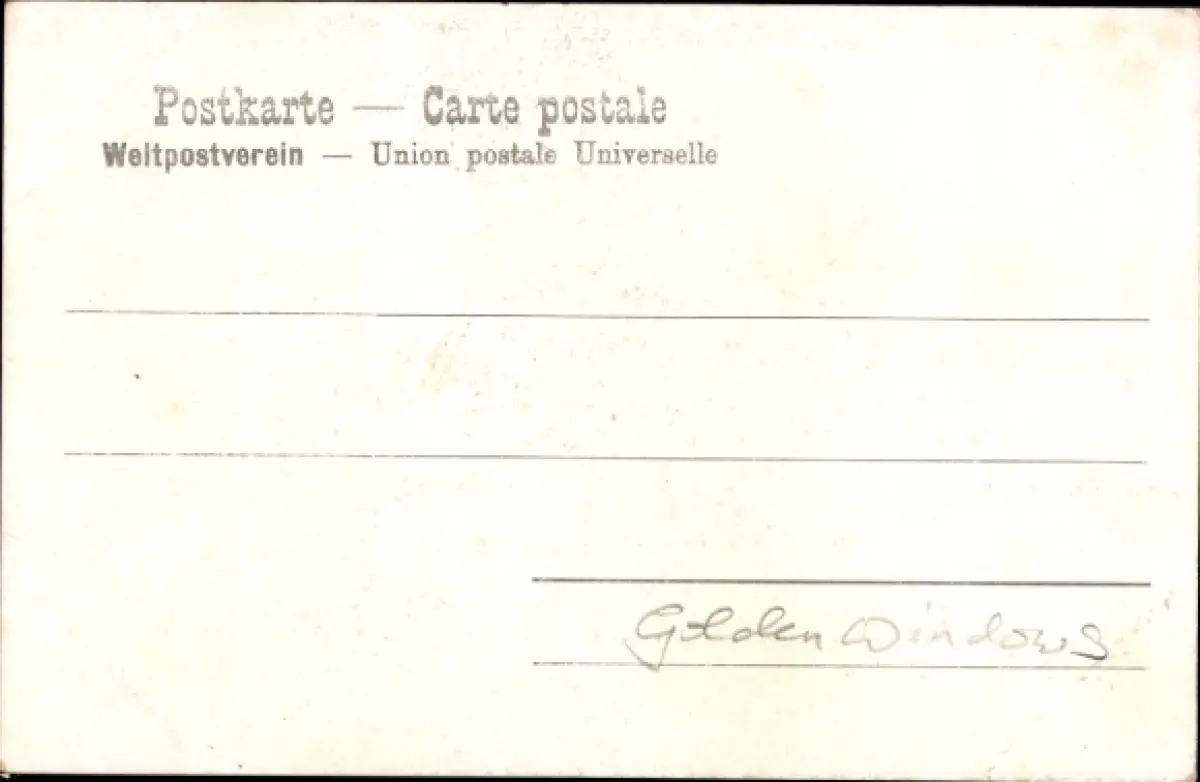 Postkarte — Carte postale
Weltpostverein — Union postale Universelle
Golden Windows